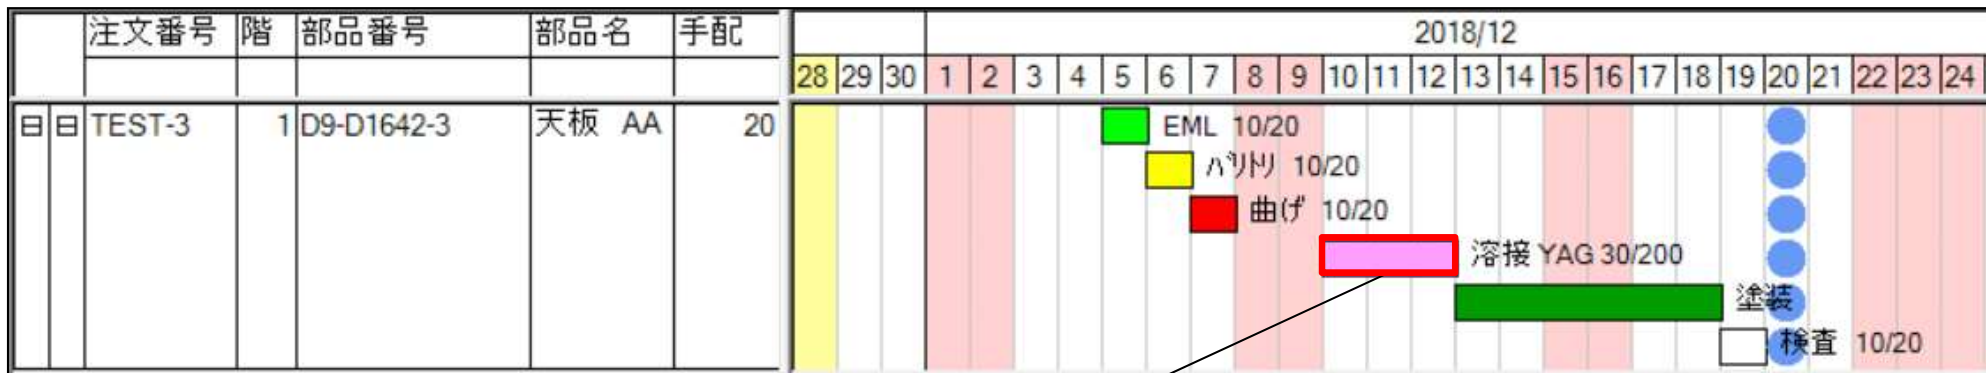 注文番号 階 部品番号 部品名 手配 2018/12
28 29 30 1 2 3 4 5 6 7 8 9 10 11 12 13 14 15 16 17 18 19 20 21 22 23 24
日 日 TEST-3 1 D9-D1642-3 天板 AA 20 EML 10/20
ﾊﾞﾘﾄﾘ 10/20
曲げ 10/20
溶接 YAG 30/200
塗装
検査 10/20